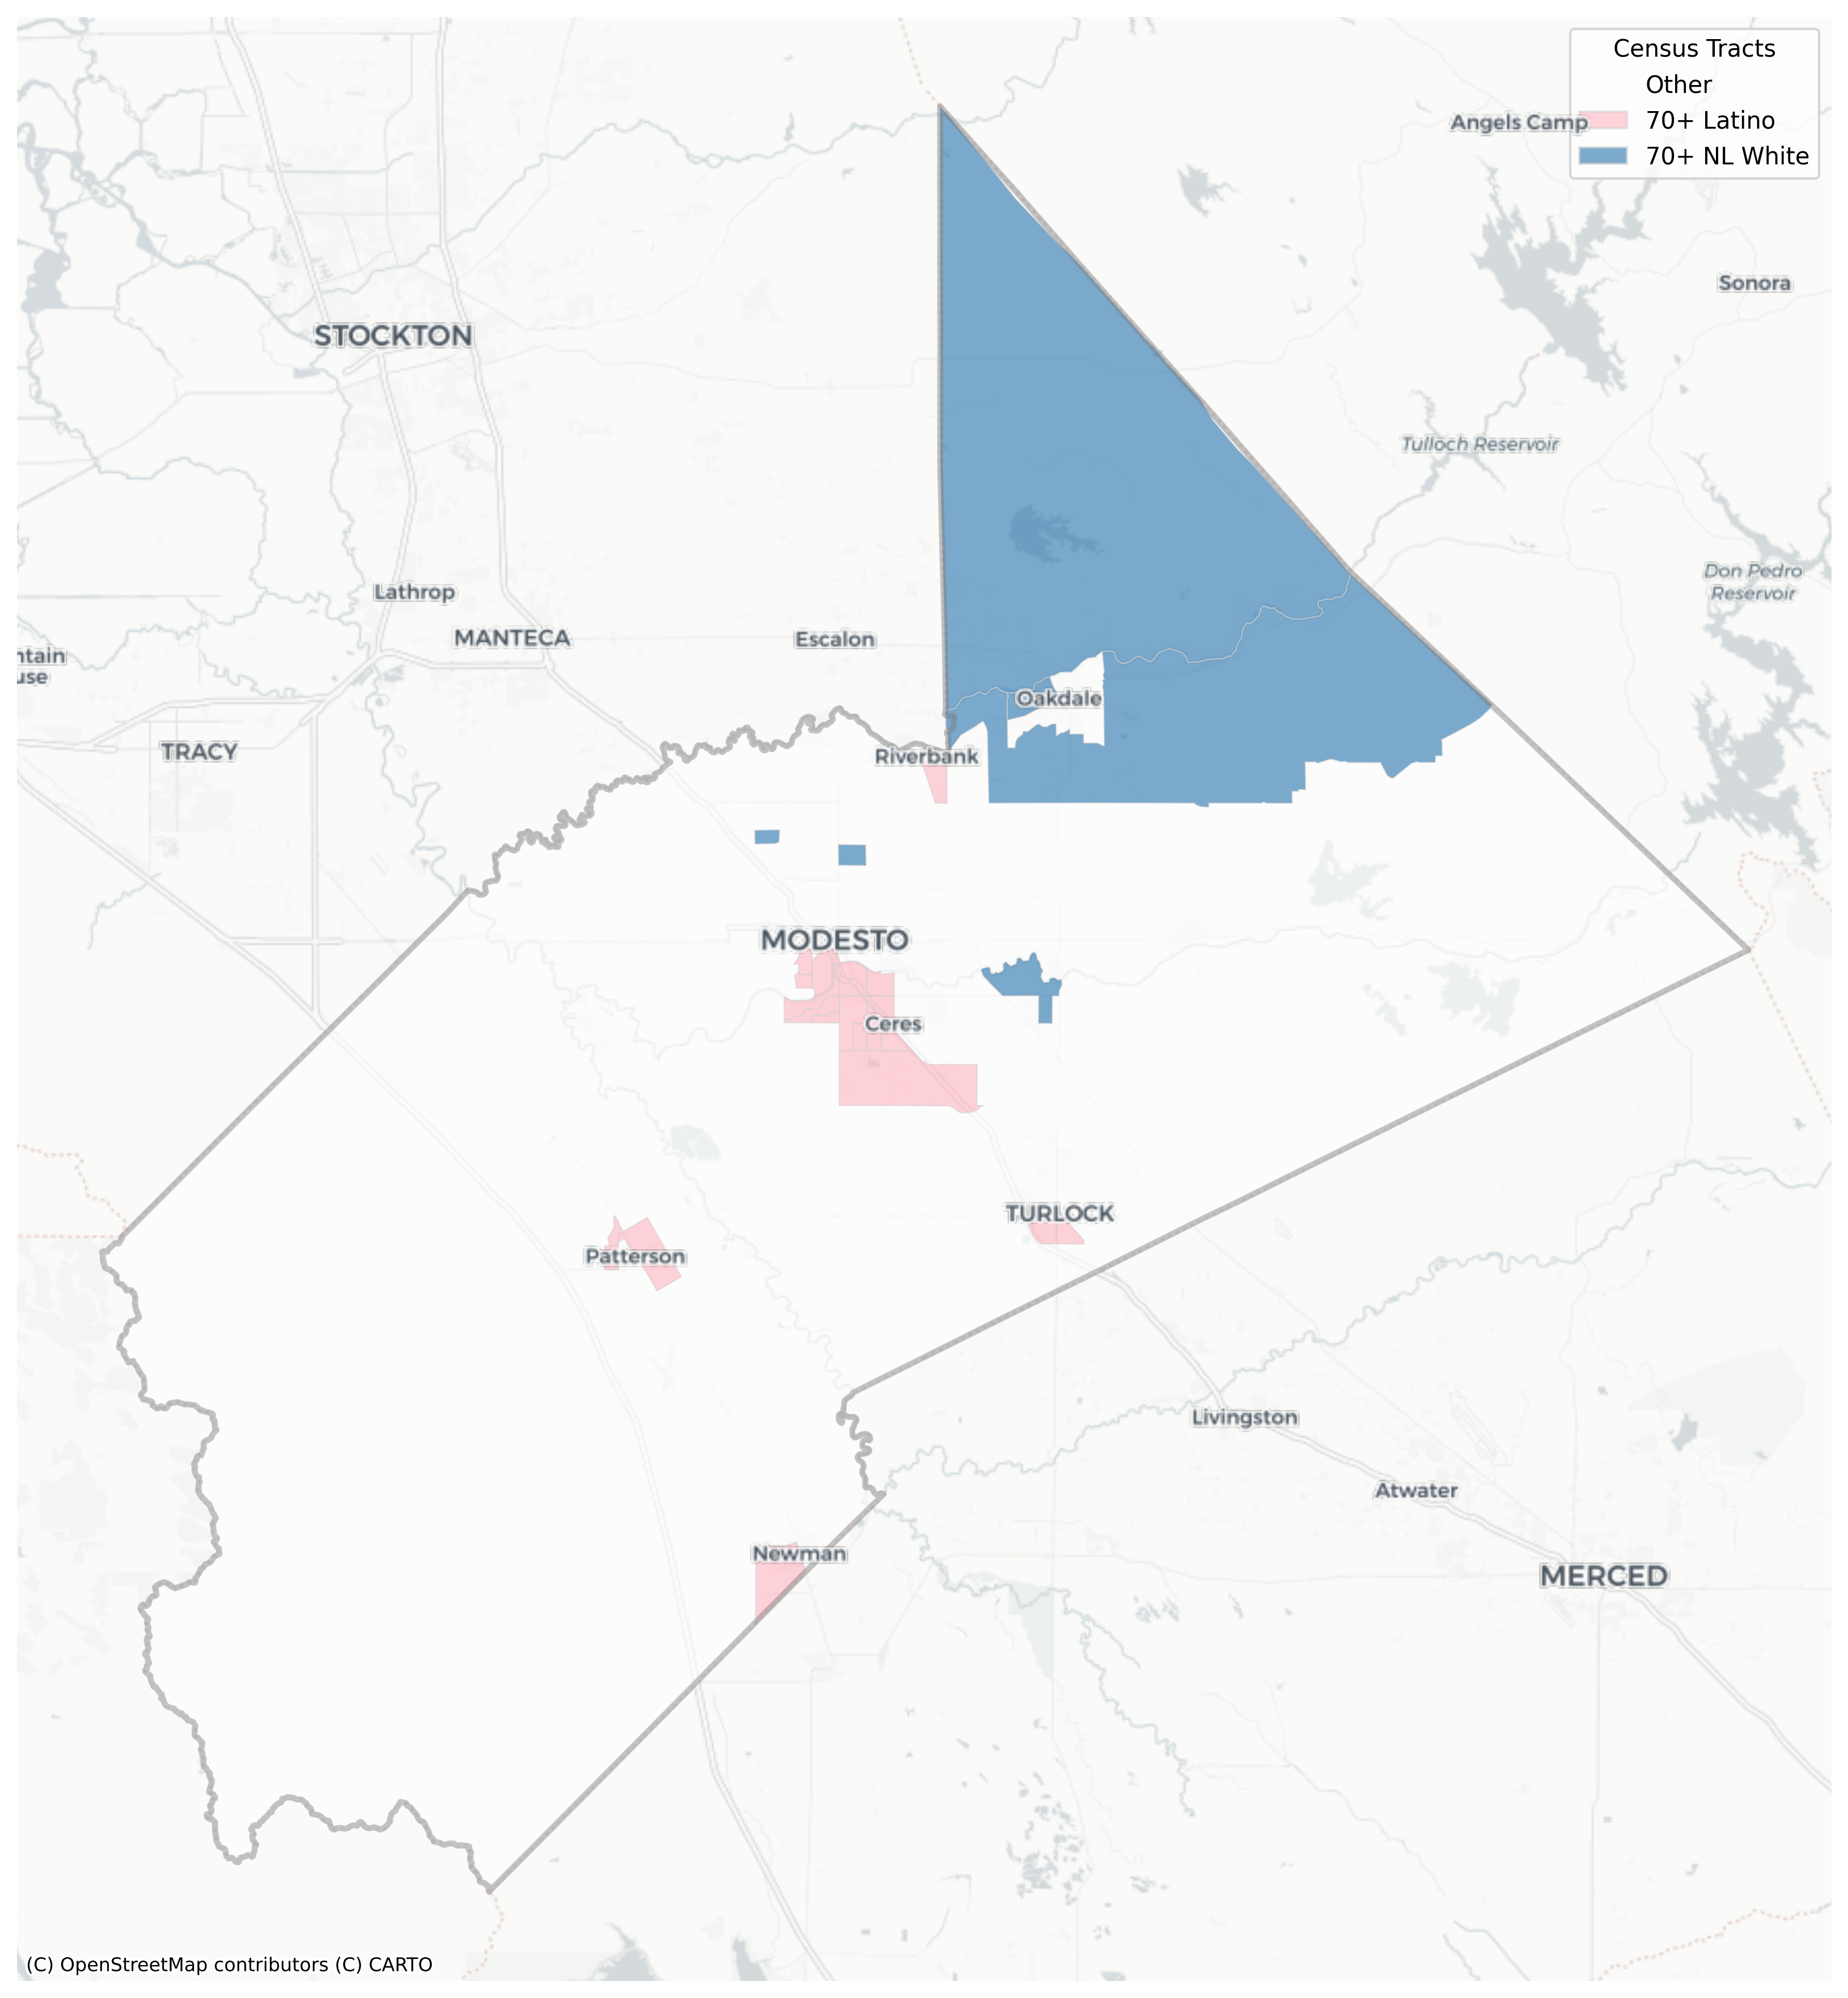 Census Tracts
Other
70+ Latino
70+ NL White
Angels Camp
Sonora
STOCKTON
Tulloch Reservoir
Don Pedro
Reservoir
Lathrop
MANTECA
Escalon
ntain
use
Oakdale
TRACY
Riverbank
MODESTO
Ceres
TURLOCK
Patterson
Livingston
Atwater
Newman
MERCED
(C) OpenStreetMap contributors (C) CARTO